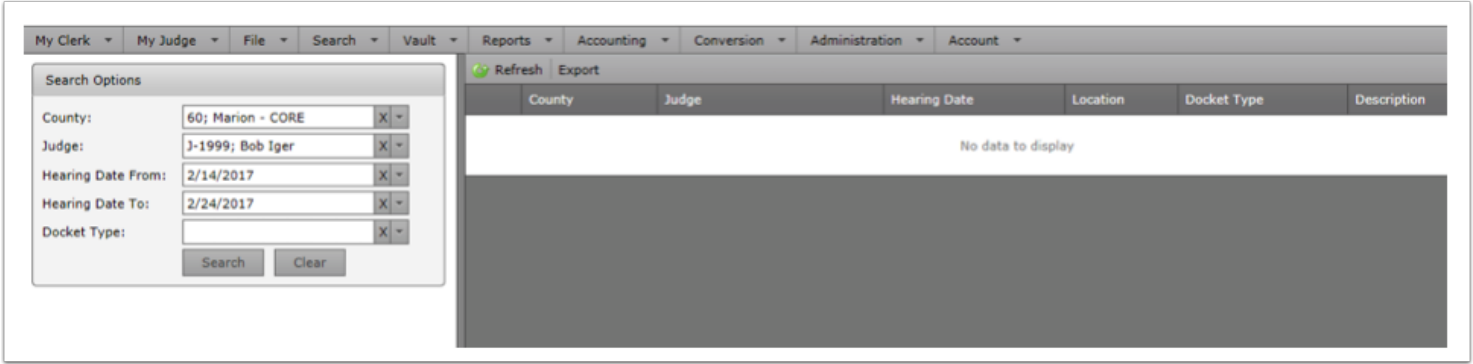 My Clerk My Judge File Search Vault Reports Accounting Conversion Administration Account
Search Options
County: 60; Marion - CORE X
Judge: J-1999; Bob Iger X
Hearing Date From: 2/14/2017 X
Hearing Date To: 2/24/2017 X
Docket Type: X
Search Clear
Refresh Export
County Judge Hearing Date Location Docket Type Description
No data to display